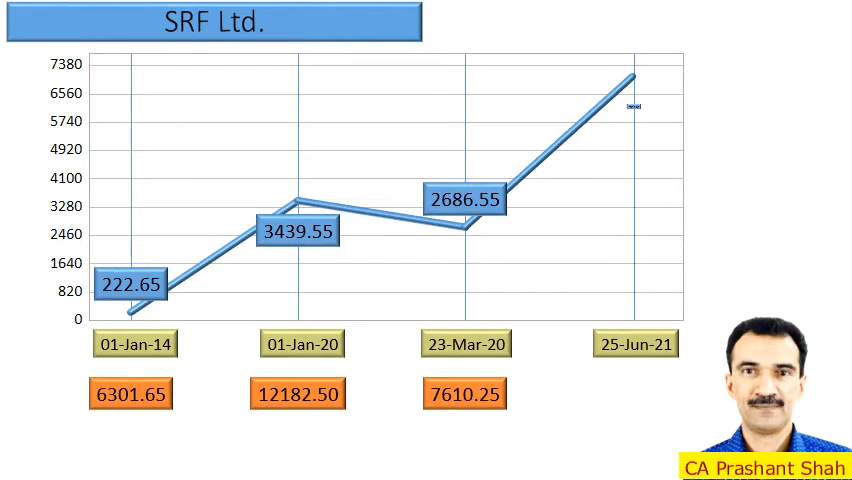 SRF Ltd.
7380
6560
5740
4920
4100
3280
2460
1640
820
0
222.65
3439.55
2686.55
01-Jan-14
01-Jan-20
23-Mar-20
25-Jun-21
6301.65
12182.50
7610.25
CA Prashant Shah